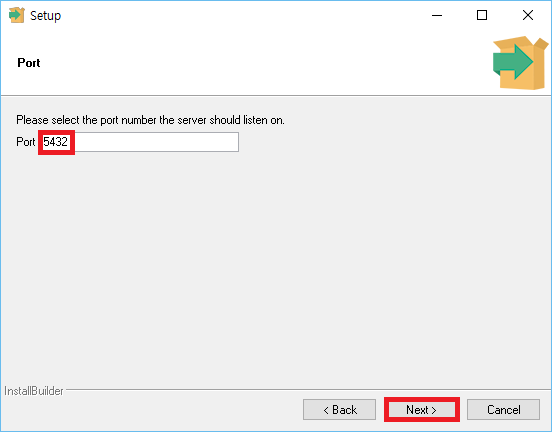 Setup
Port
Please select the port number the server should listen on.
Port 5432
InstallBuilder
< Back Next > Cancel